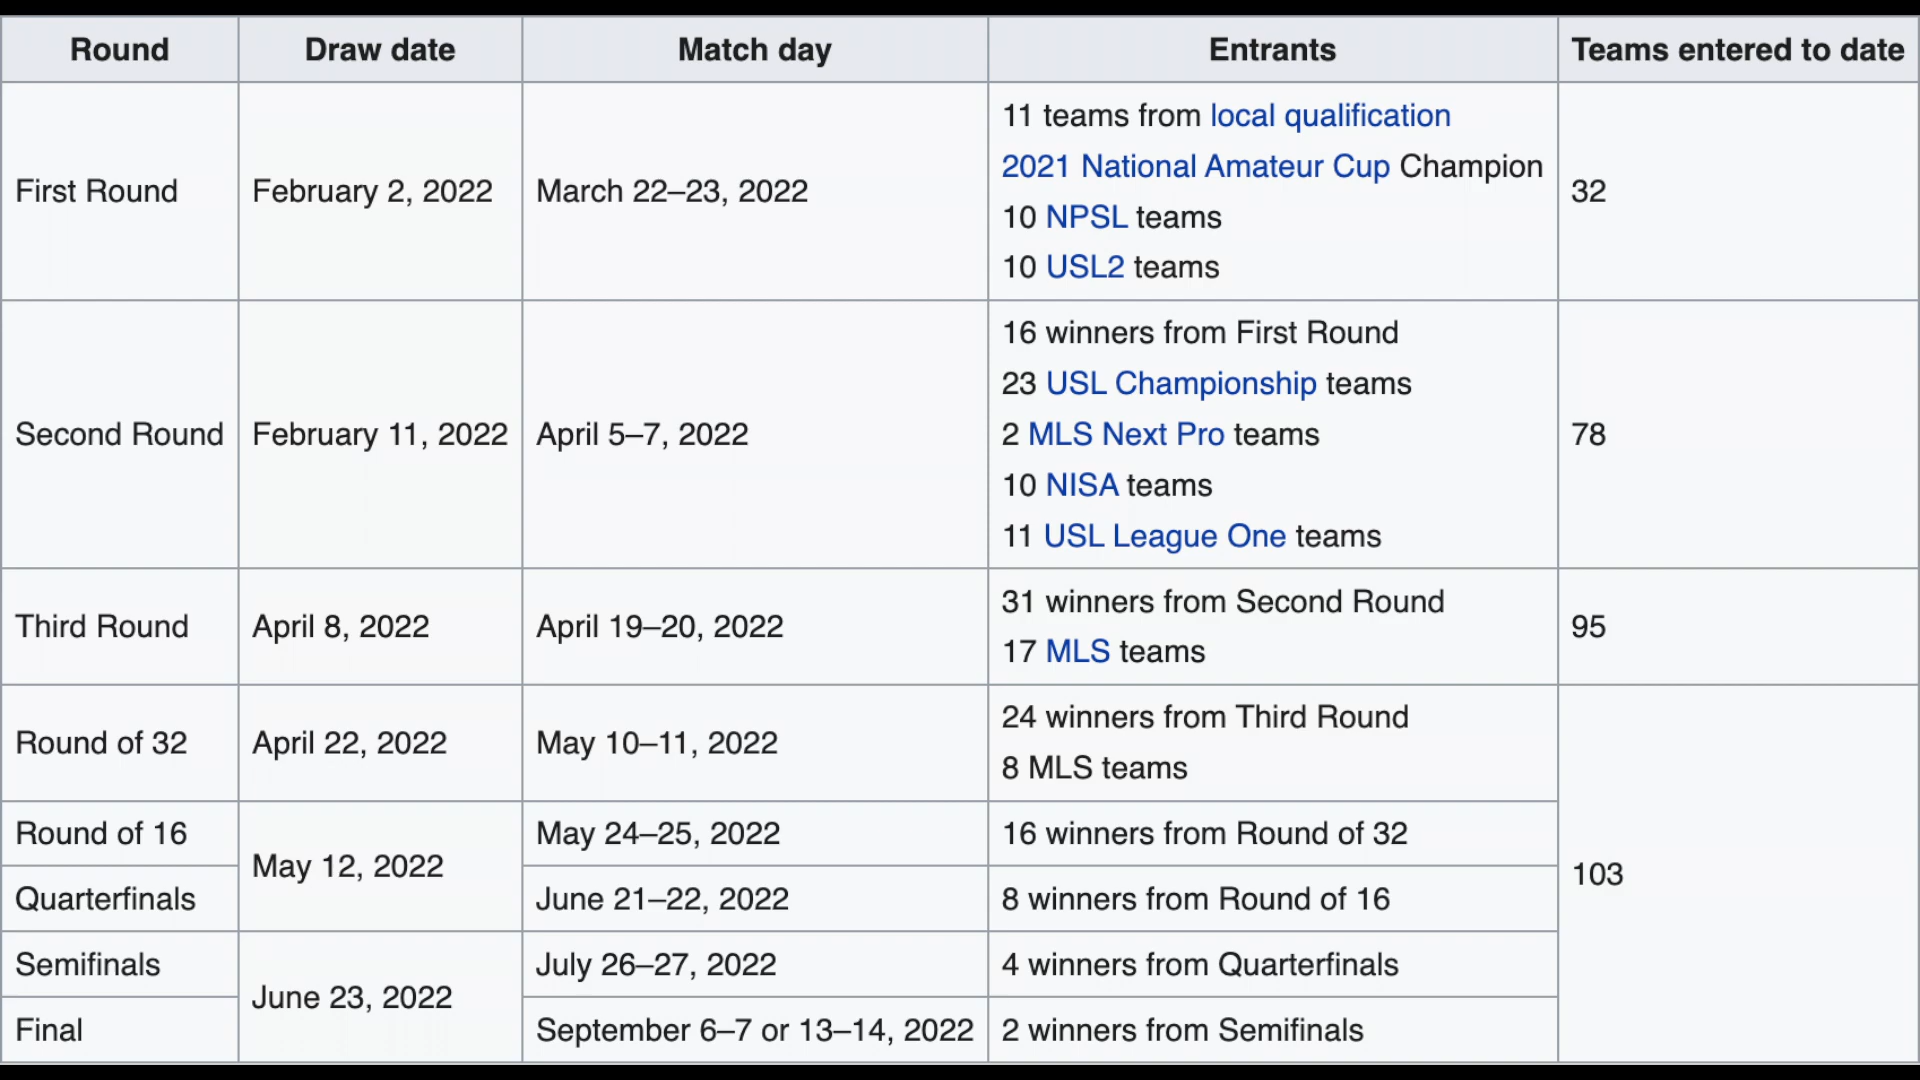 Round Draw date Match day Entrants Teams entered to date
First Round February 2, 2022 March 22–23, 2022
11 teams from local qualification
2021 National Amateur Cup Champion
10 NPSL teams
10 USL2 teams
32
Second Round February 11, 2022 April 5–7, 2022
16 winners from First Round
23 USL Championship teams
2 MLS Next Pro teams
10 NISA teams
11 USL League One teams
78
Third Round April 8, 2022 April 19–20, 2022
31 winners from Second Round
17 MLS teams
95
Round of 32 April 22, 2022 May 10–11, 2022
24 winners from Third Round
8 MLS teams
103
Round of 16 May 12, 2022 May 24–25, 2022 16 winners from Round of 32
Quarterfinals June 21–22, 2022 8 winners from Round of 16
Semifinals June 23, 2022 July 26–27, 2022 4 winners from Quarterfinals
Final September 6–7 or 13–14, 2022 2 winners from Semifinals